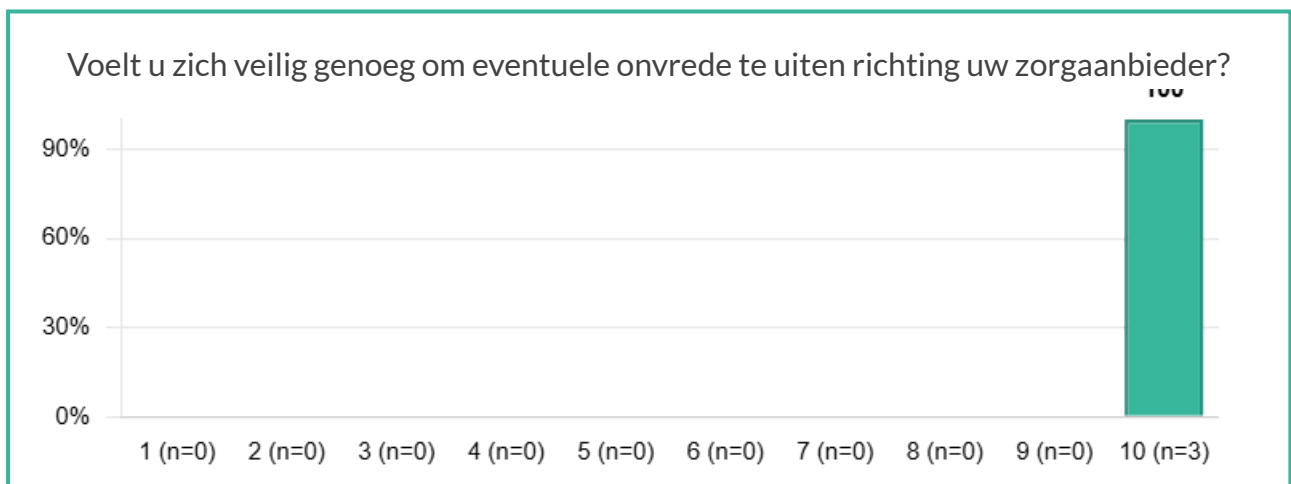 Voelt u zich veilig genoeg om eventuele onvrede te uiten richting uw zorgaanbieder?
100
90%
60%
30%
0%
1 (n=0) 2 (n=0) 3 (n=0) 4 (n=0) 5 (n=0) 6 (n=0) 7 (n=0) 8 (n=0) 9 (n=0) 10 (n=3)